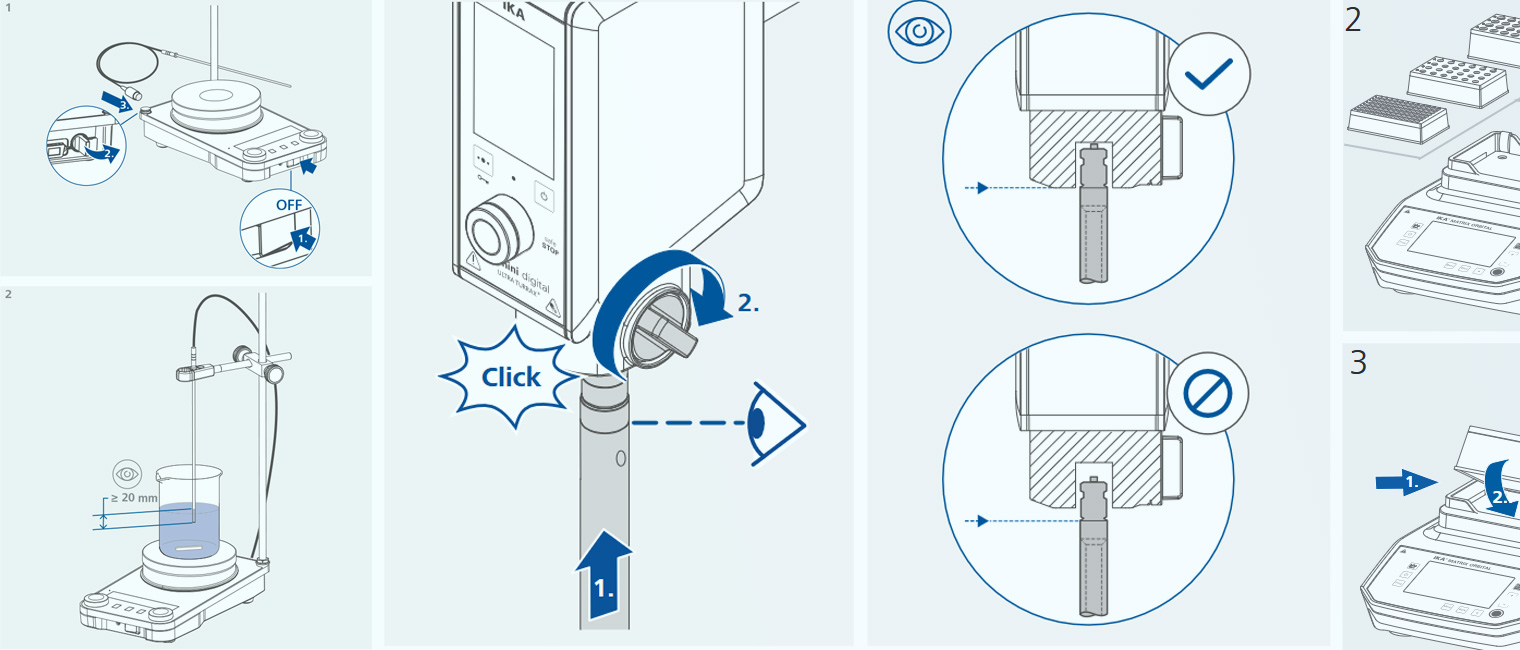 1
3.
2.
OFF
1.
2
≥ 20 mm
IKA
safe
STOP
mini digital
ULTRA TURRAX®
2.
Click
1.
2
IKA MATRIX ORBITAL
3
1.
2.
IKA MATRIX ORBITAL